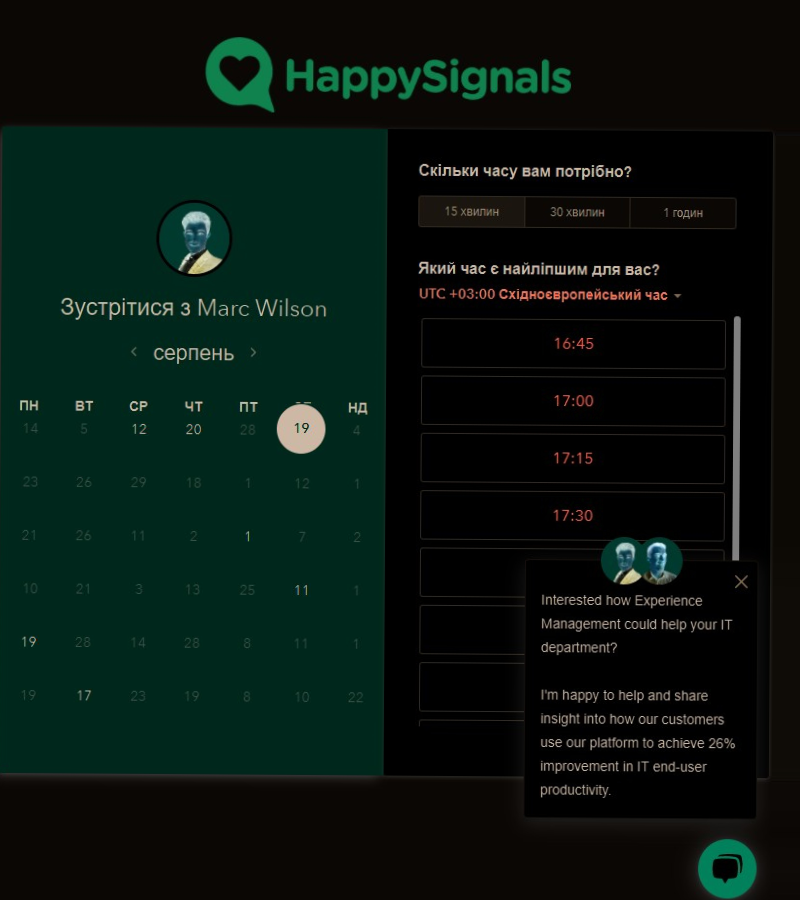 HappySignals
Зустрітися з Marc Wilson
серпень
ПН ВТ СР ЧТ ПТ НД
14 5 12 20 28 19 4
23 26 29 18 1 12 1
21 26 11 2 1 7 2
10 21 3 13 25 11 1
19 28 14 28 8 11 1
19 17 23 19 8 10 22
Скільки часу вам потрібно?
15 хвилин 30 хвилин 1 годин
Який час є найліпшим для вас?
UTC +03:00 Східноєвропейський час
16:45
17:00
17:15
17:30
Interested how Experience
Management could help your IT
department?
I'm happy to help and share
insight into how our customers
use our platform to achieve 26%
improvement in IT end-user
productivity.